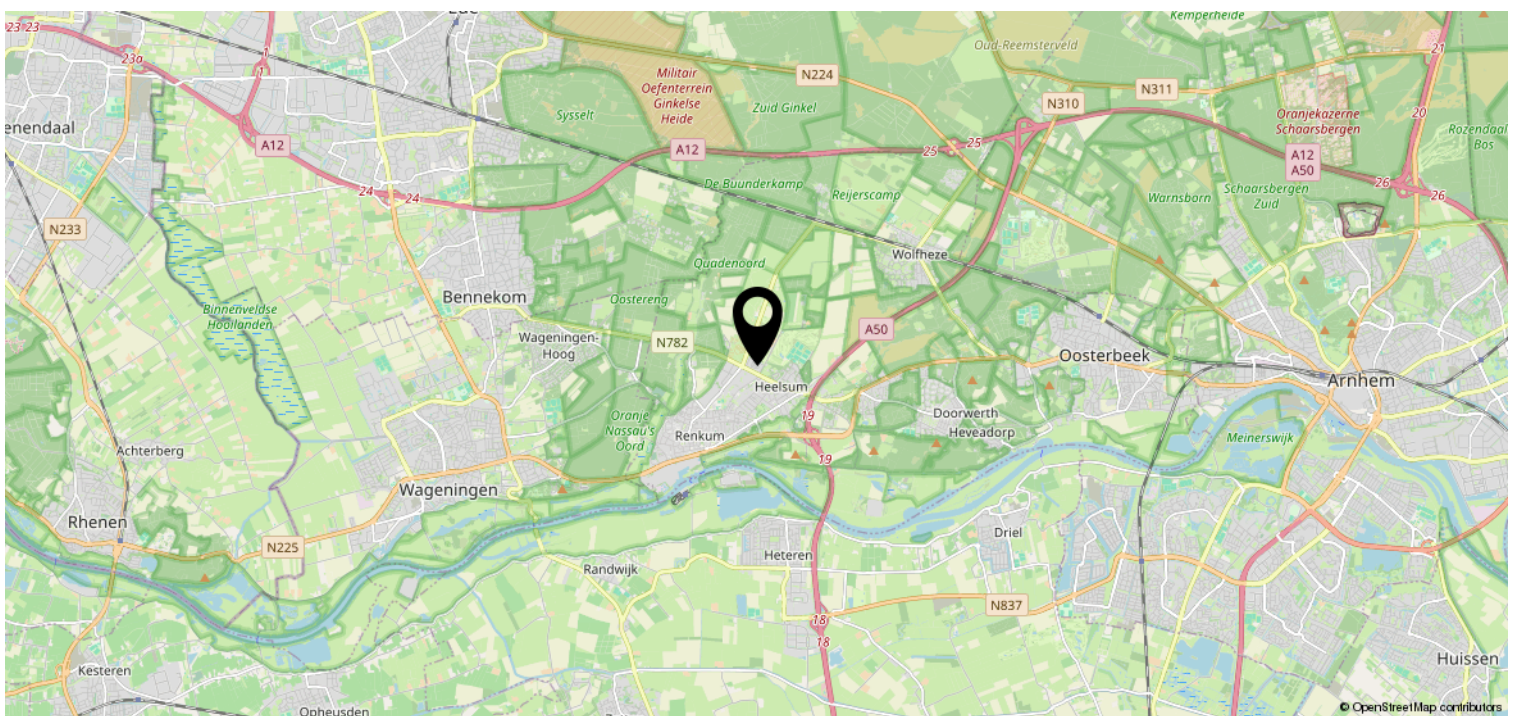 23 23
Kemperheide
Oud-Reemsterveld
21
23a
1
1
N224
Militair
Oefenterrein
Ginkelse
Heide
N311
N310
Sysselt
Zuid Ginkel
20
Oranjekazerne
Schaarsbergen
enendaal
Rozendaal
Bos
A12
A12
25
25
A12
A50
24
24
De Buunderkamp
Reijerscamp
Warnsborn
Schaarsbergen
Zuid
26
26
N233
Wolfheze
Quadenoord
Bennekom
Oostereng
Binnenveldse
Hooilanden
A50
Wageningen-
Hoog
N782
Oosterbeek
Heelsum
Arnhem
Oranje
Nassau's
Oord
19
Doorwerth
Heveadorp
Renkum
Meinerswijk
Achterberg
19
Wageningen
Rhenen
Driel
N225
Heteren
Randwijk
N837
18
18
Kesteren
Huissen
Opheusden
© OpenStreetMap contributors